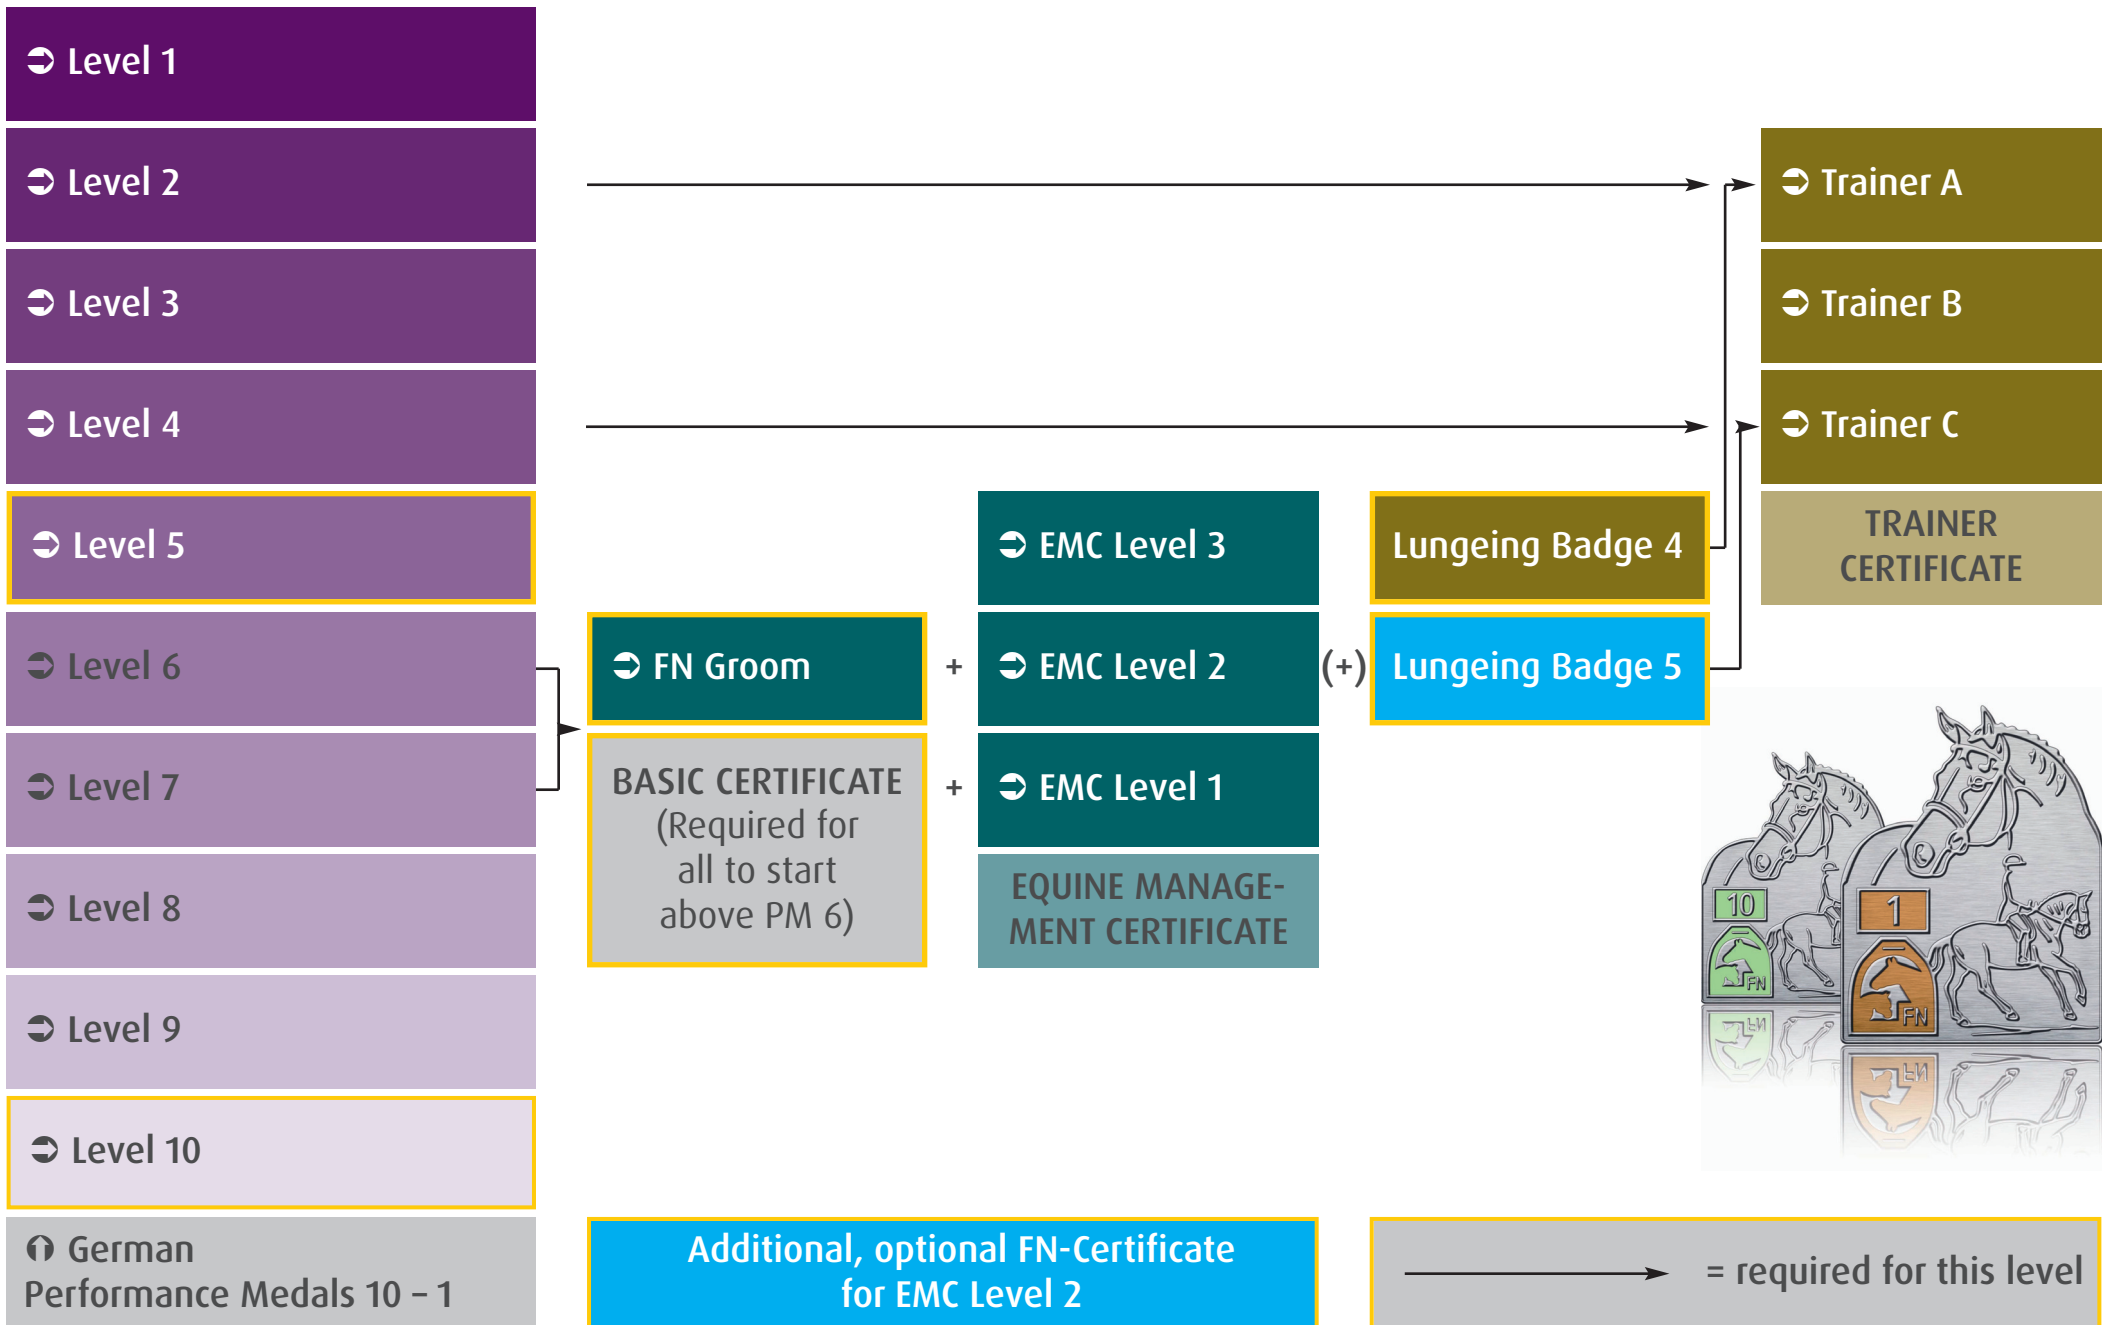 Level 1
Level 2
Level 3
Level 4
Level 5
Level 6
Level 7
Level 8
Level 9
Level 10
German
Performance Medals 10 – 1
FN Groom
BASIC CERTIFICATE
(Required for
all to start
above PM 6)
+
+
EMC Level 3
EMC Level 2
EMC Level 1
EQUINE MANAGE-
MENT CERTIFICATE
(+)
Lungeing Badge 4
Lungeing Badge 5
Trainer A
Trainer B
Trainer C
TRAINER
CERTIFICATE
10
FN
1
FN
Additional, optional FN-Certificate
for EMC Level 2
= required for this level